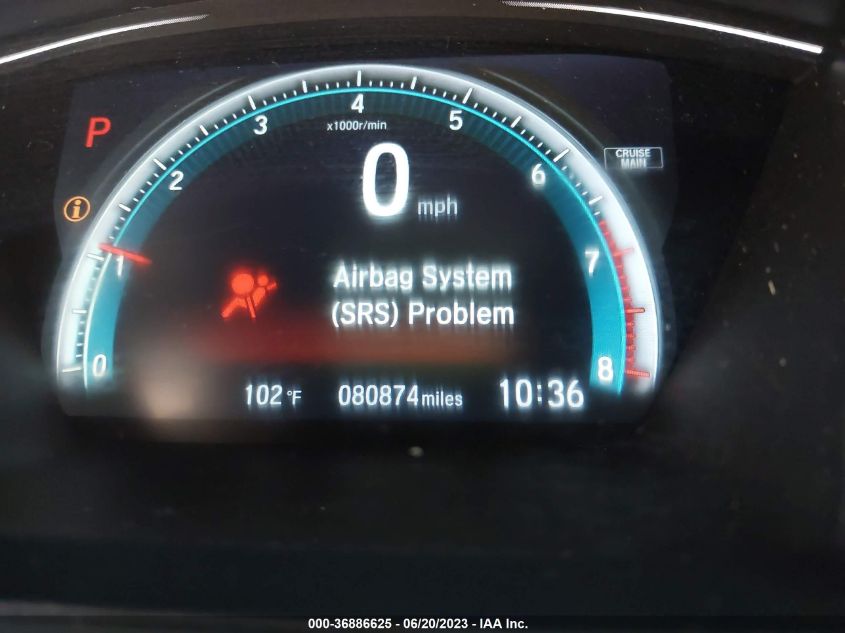 P
0
1
2
3
4
5
6
7
8
x1000r/min
CRUISE
MAIN
i
0 mph
Airbag System
(SRS) Problem
102°F 080874 miles 10:36
000-36886625 - 06/20/2023 - IAA Inc.